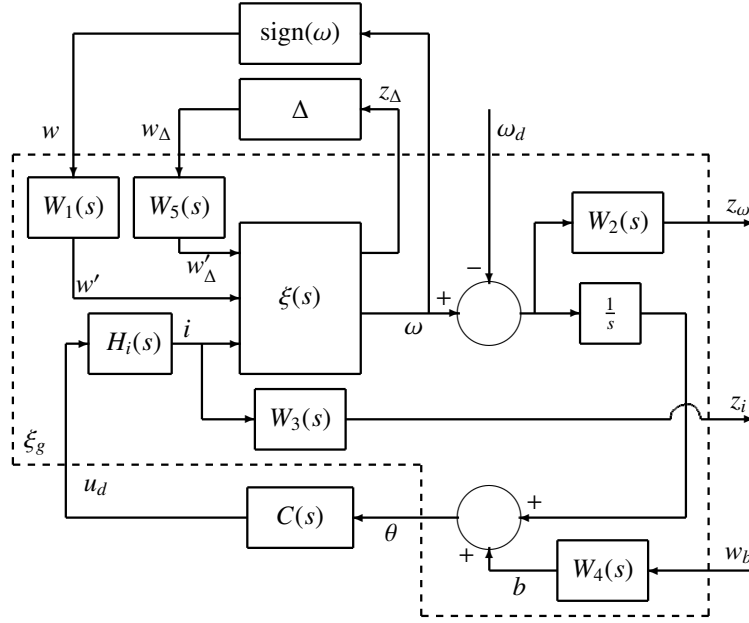 sign(ω)
z_Δ
Δ
w
w_Δ
ω_d
W_1(s)
W_5(s)
W_2(s)
z_ω
w'
w'_Δ
ξ(s)
−
+
ω
1/s
H_i(s)
i
W_3(s)
z_i
ξ_g
u_d
C(s)
θ
+
+
b
W_4(s)
w_b